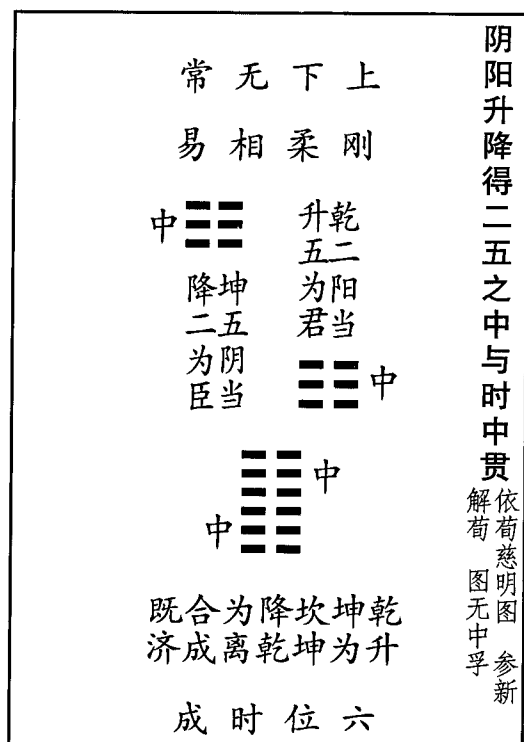 阴阳升降得二五之中与时中贯
依荀慈明图 参新
解荀 图无中孚
上下无常
刚柔相易
乾二阳当
升五为君
中
中
坤五阴当
降二为臣
中
中
乾升
坤为
坎坤
降乾
为离
合成
既济
六位时成